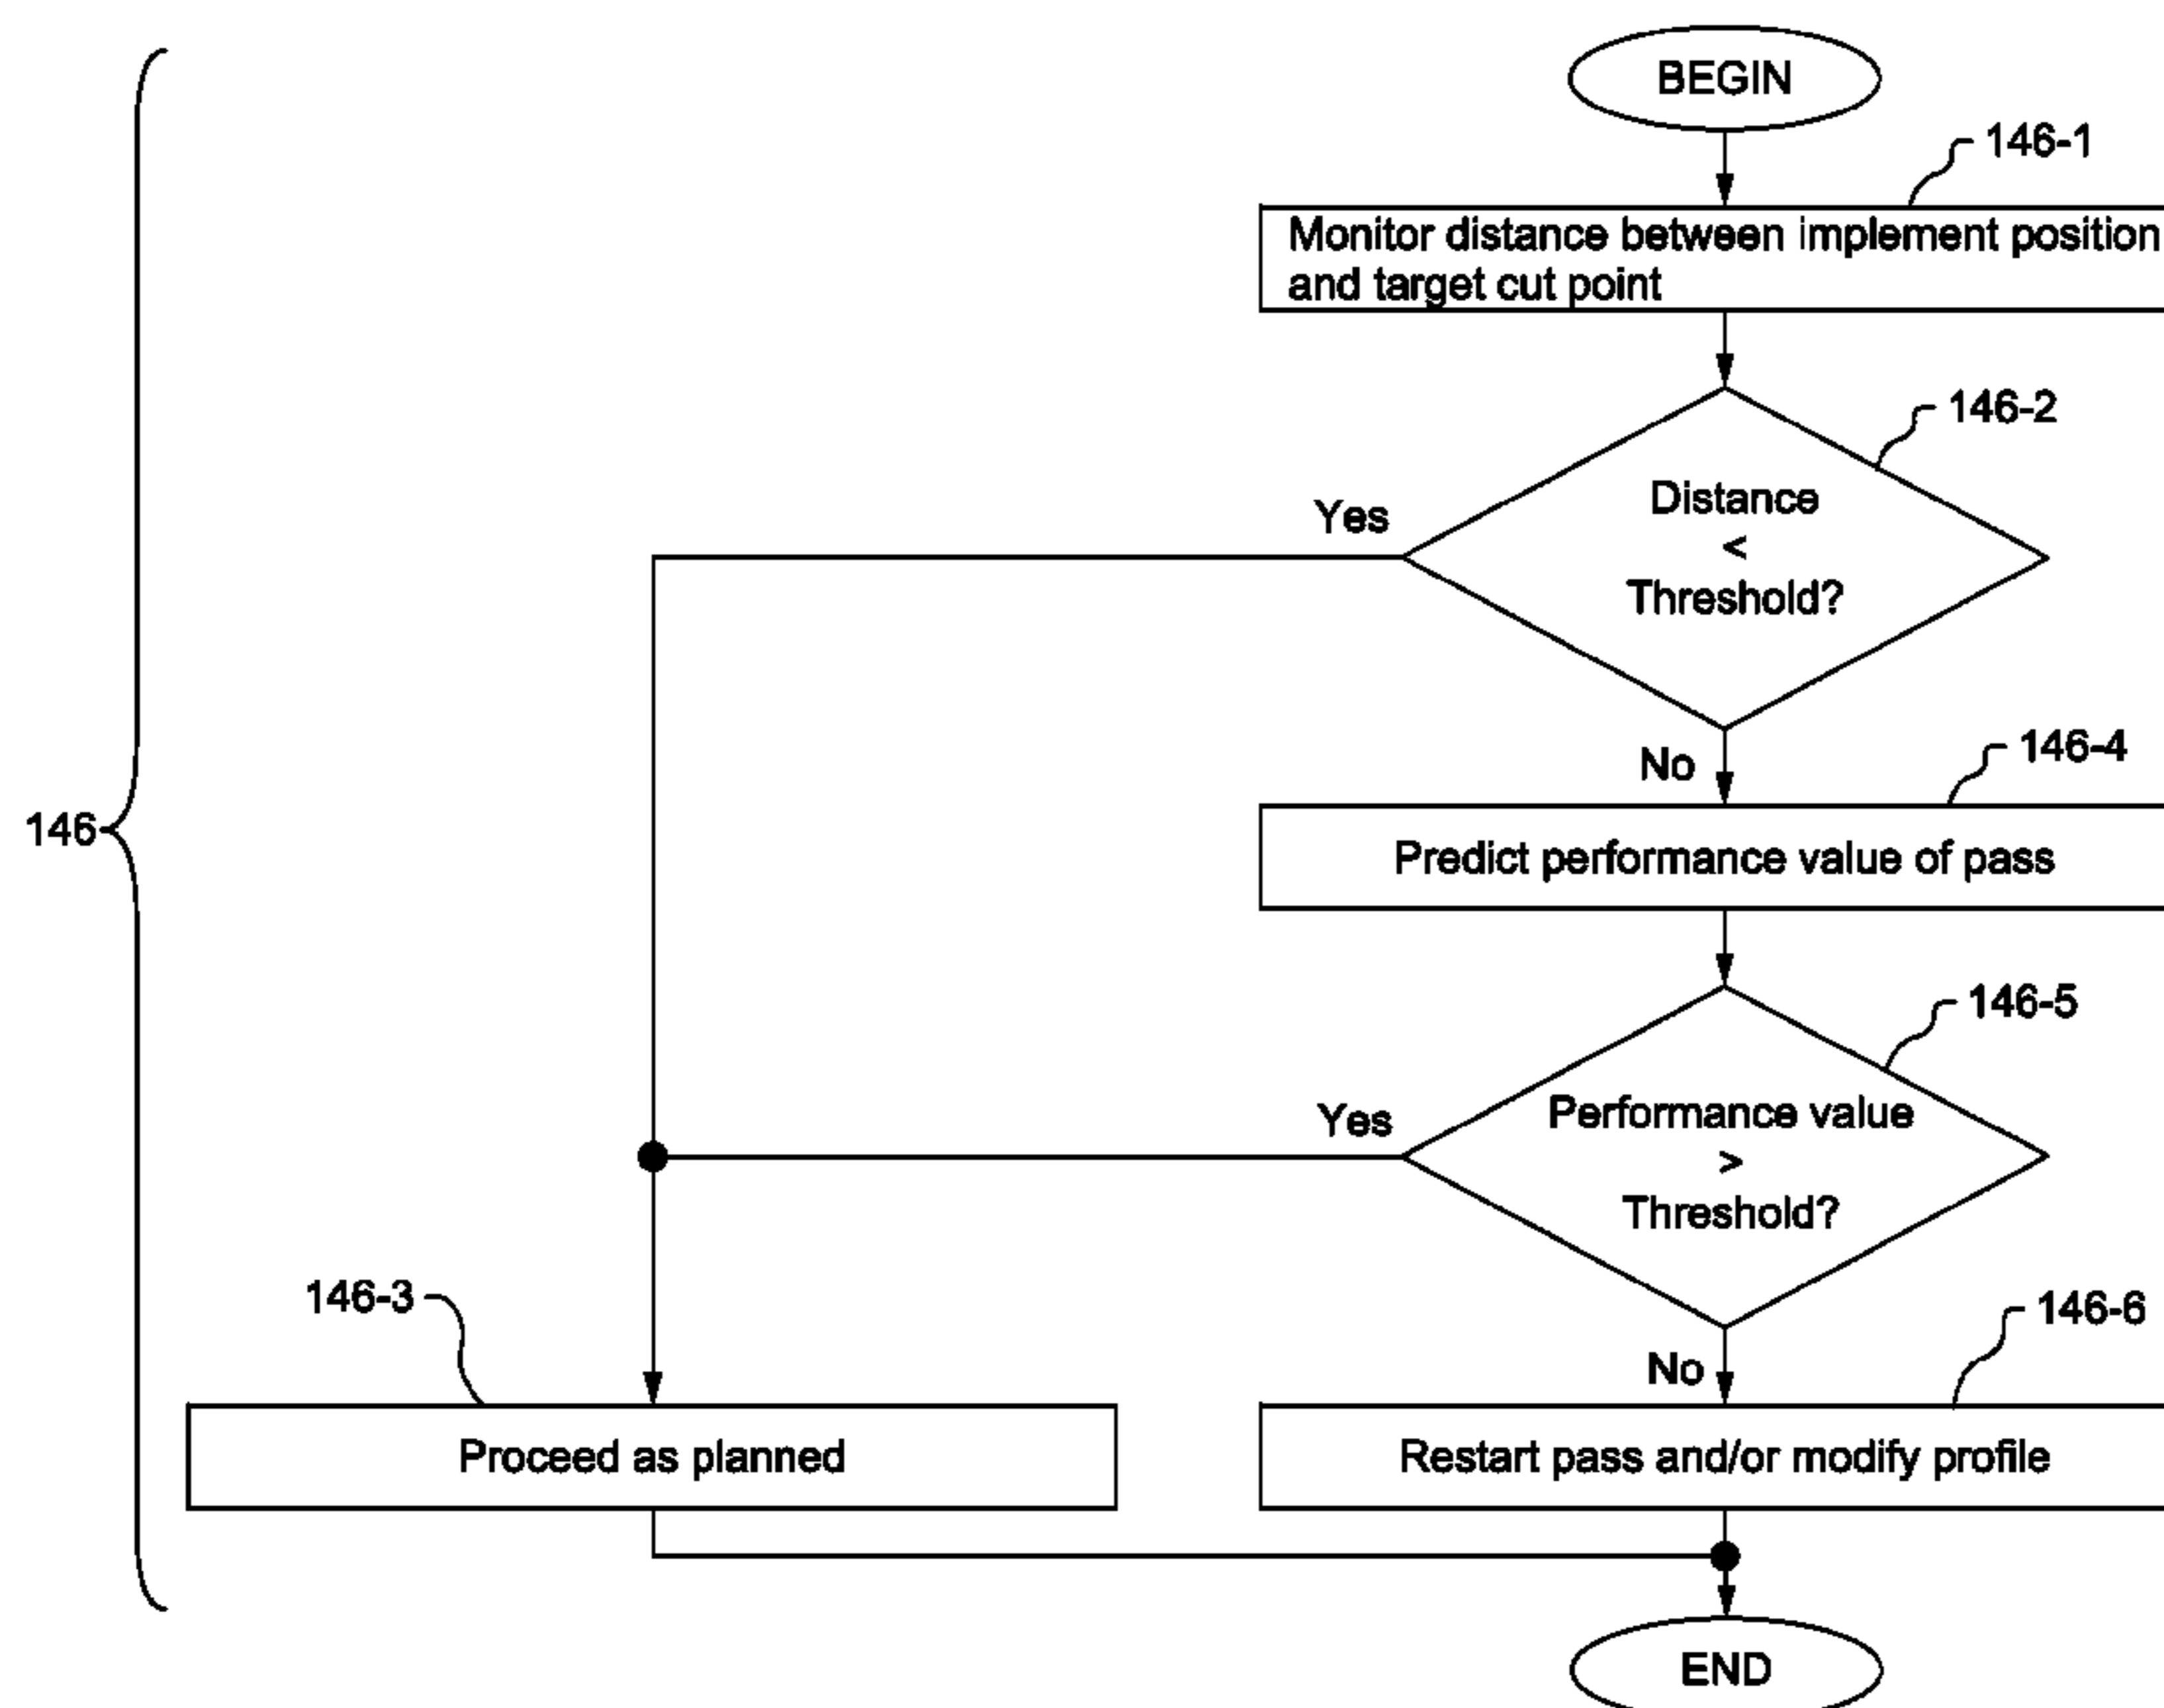 BEGIN
146-1
Monitor distance between implement position
and target cut point
146-2
Distance
<
Threshold?
Yes
No
146-4
146
Predict performance value of pass
146-5
Performance value
>
Threshold?
Yes
146-3
No
146-6
Proceed as planned
Restart pass and/or modify profile
END